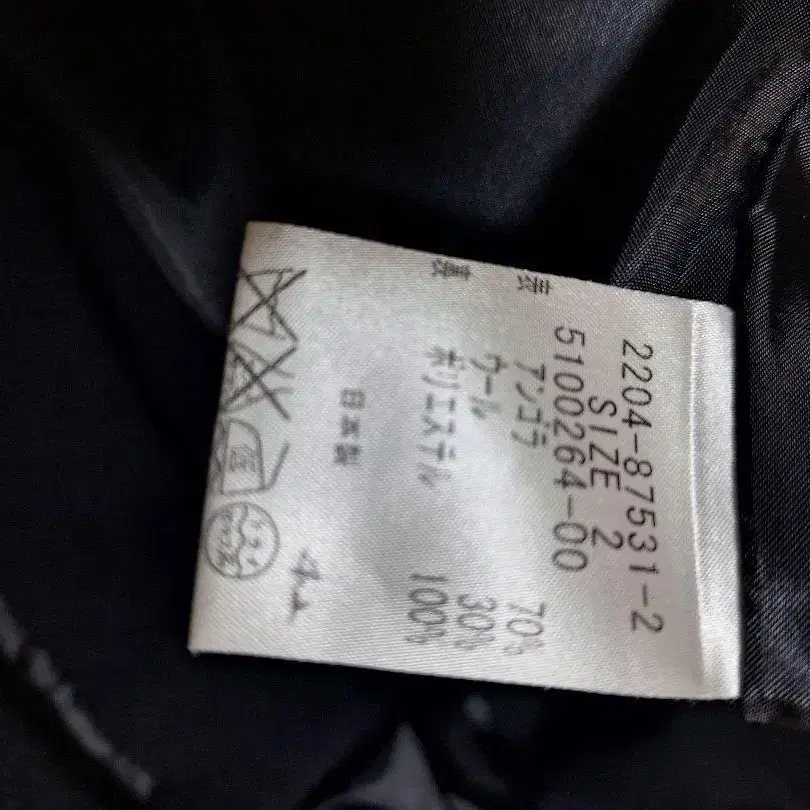 2204-87531-2
SIZE 2
5100264-00
表 アンゴラ 70%
ウール 30%
裏 ポリエステル 100%
日本製